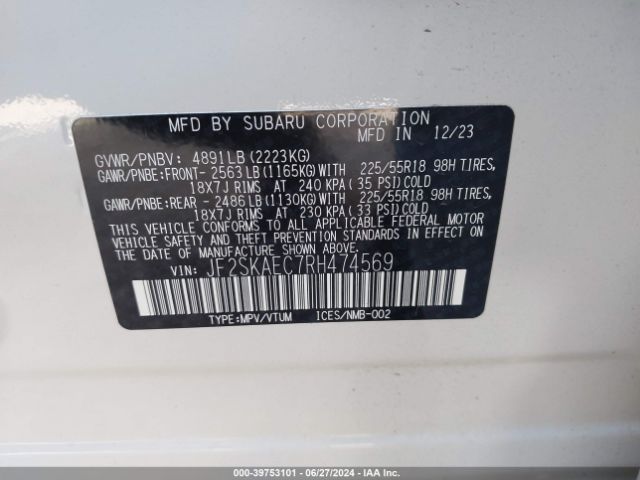 MFD BY SUBARU CORPORATION
MFD IN 12/23
GVWR/PNBV: 4891LB(2223KG)
GAWR/PNBE:FRONT- 2563LB(1165KG)WITH 225/55R18 98H TIRES,
18X7J RIMS AT 240 KPA(35 PSI)COLD
GAWR/PNBE:REAR - 2486LB(1130KG)WITH 225/55R18 98H TIRES,
18X7J RIMS AT 230 KPA(33 PSI)COLD
THIS VEHICLE CONFORMS TO ALL APPLICABLE FEDERAL MOTOR
VEHICLE SAFETY AND THEFT PREVENTION STANDARDS IN EFFECT ON THE
DATE OF MANUFACTURE SHOWN ABOVE.
VIN: JF2SKAEC7RH474569
TYPE:MPV/VTUM ICES/NMB-002
000-39753101 - 06/27/2024 - IAA Inc.